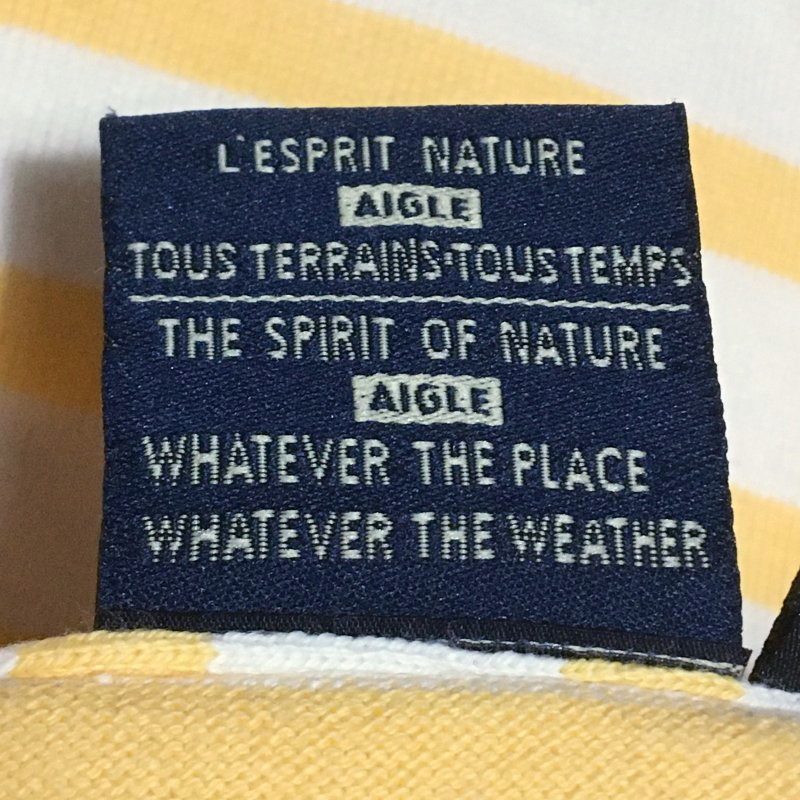 L'ESPRIT NATURE
AIGLE
TOUS TERRAINS·TOUS TEMPS
THE SPIRIT OF NATURE
AIGLE
WHATEVER THE PLACE
WHATEVER THE WEATHER